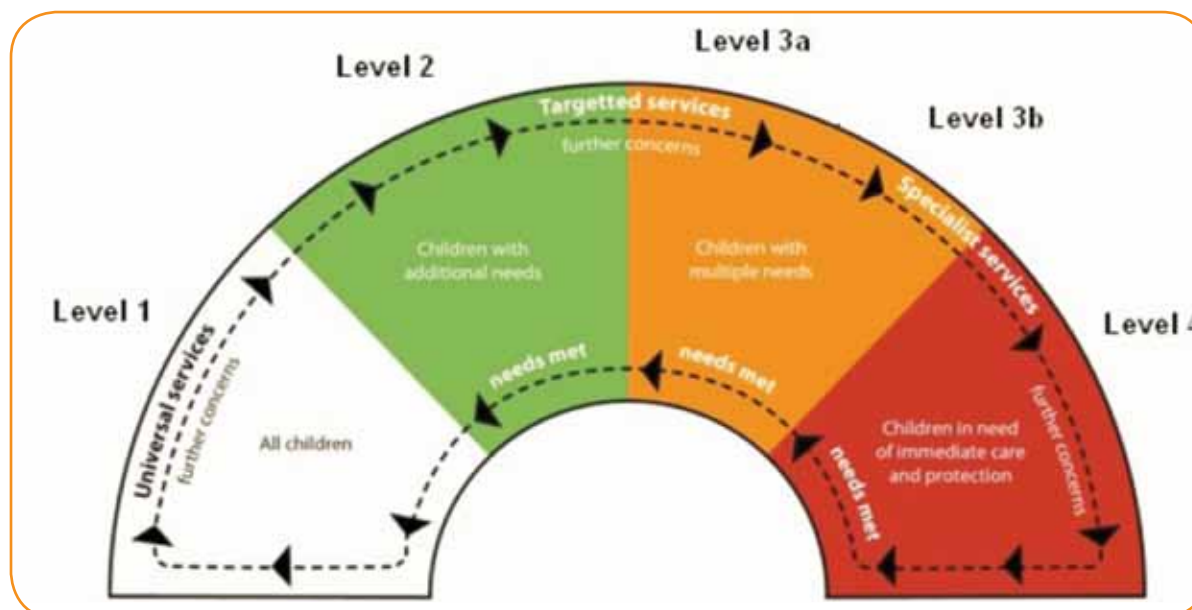 Level 1
Level 2
Level 3a
Level 3b
Level 4
Universal services
further concerns
All children
Targetted services
further concerns
Children with
additional needs
needs met
Children with
multiple needs
needs met
Specialist services
further concerns
Children in need
of immediate care
and protection
needs met